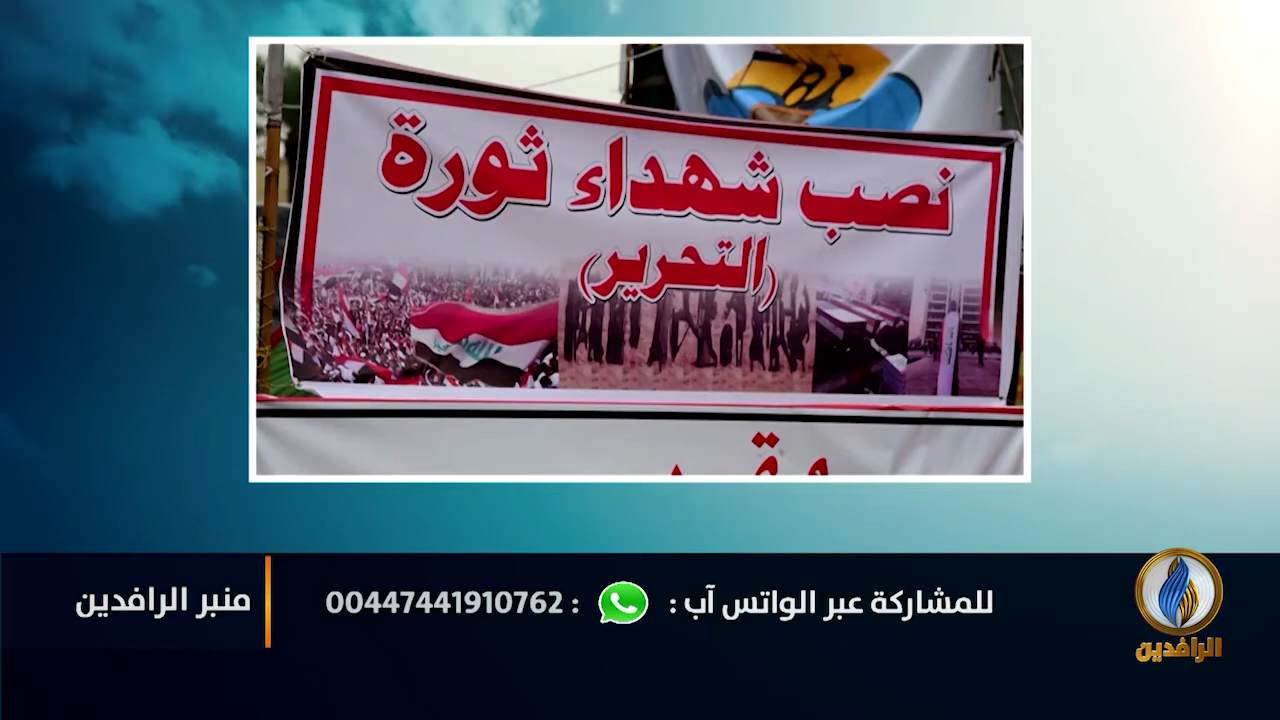 نصب شهداء ثورة
(التحرير)
للمشاركة عبر الواتس آب :
: 00447441910762
منبر الرافدين
الرافدين